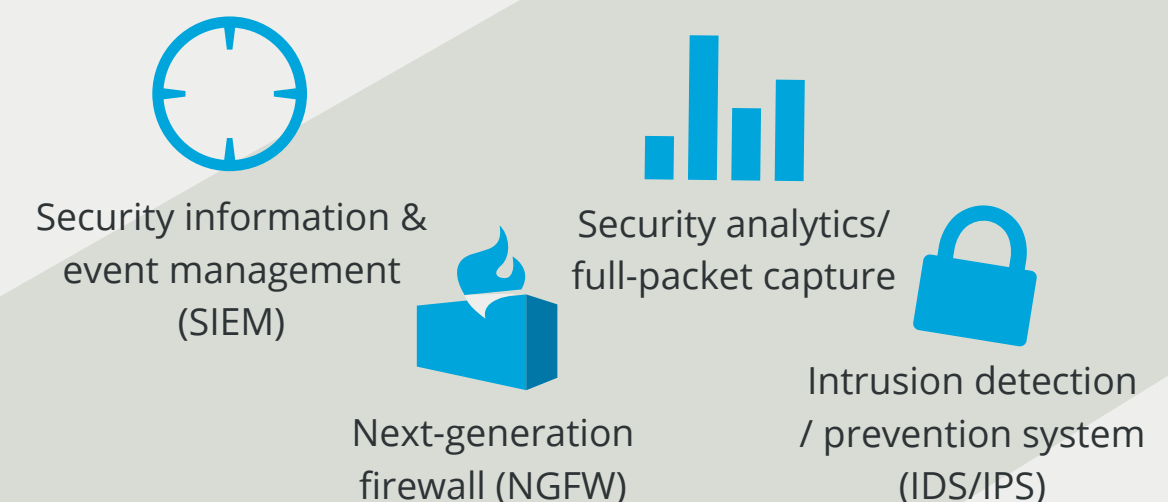 Security information &
event management
(SIEM)
Next-generation
firewall (NGFW)
Security analytics/
full-packet capture
Intrusion detection
/ prevention system
(IDS/IPS)